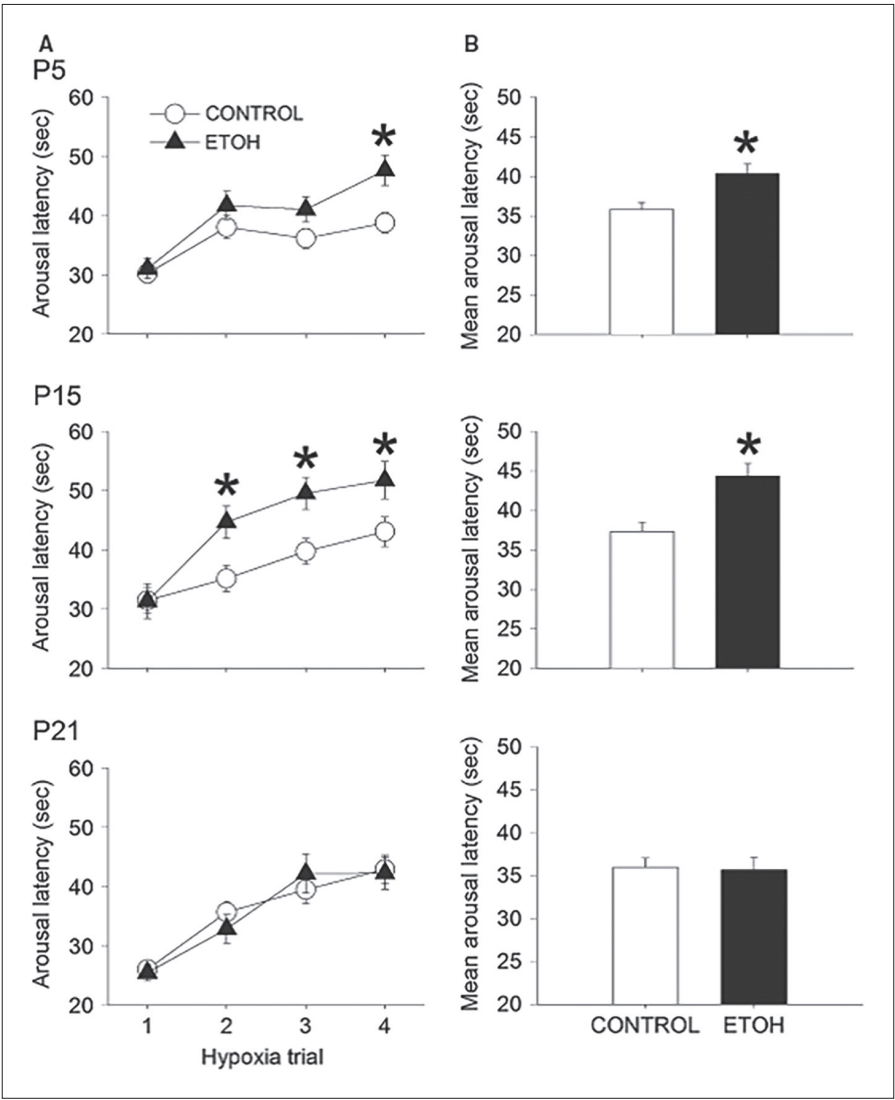 A
B
P5
Arousal latency (sec)
60
50
40
30
20
CONTROL
ETOH
*
Mean arousal latency (sec)
50
45
40
35
30
25
20
*
P15
Arousal latency (sec)
60
50
40
30
20
* * *
Mean arousal latency (sec)
50
45
40
35
30
25
20
*
P21
Arousal latency (sec)
60
50
40
30
20
1 2 3 4
Hypoxia trial
Mean arousal latency (sec)
50
45
40
35
30
25
20
CONTROL ETOH